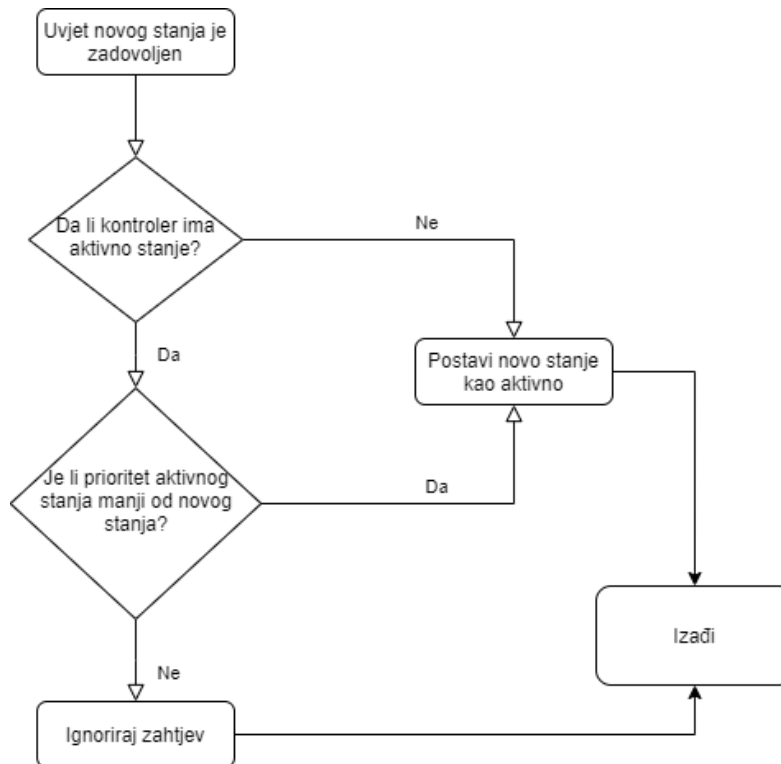 Uvjet novog stanja je
zadovoljen
Da li kontroler ima
aktivno stanje?
Ne
Da
Postavi novo stanje
kao aktivno
Je li prioritet aktivnog
stanja manji od novog
stanja?
Da
Izađi
Ne
Ignoriraj zahtjev